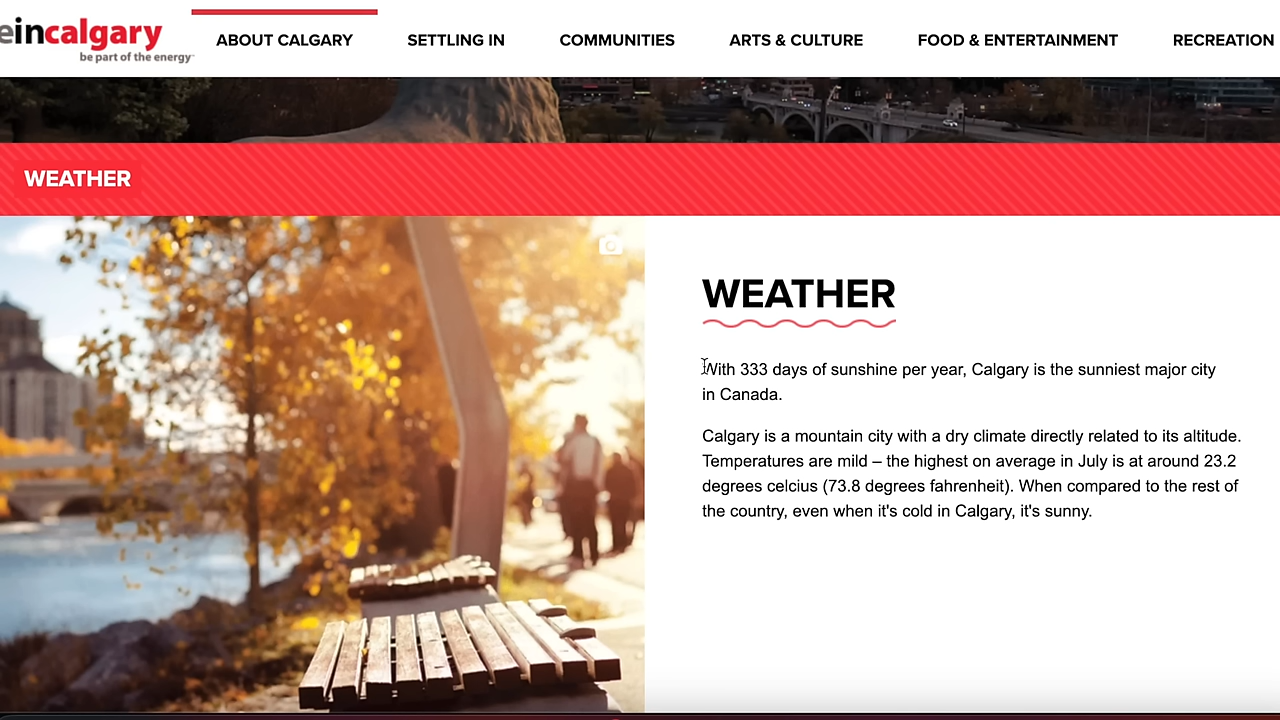 eincalgary
be part of the energy
ABOUT CALGARY SETTLING IN COMMUNITIES ARTS & CULTURE FOOD & ENTERTAINMENT RECREATION
WEATHER
WEATHER
With 333 days of sunshine per year, Calgary is the sunniest major city
in Canada.
Calgary is a mountain city with a dry climate directly related to its altitude.
Temperatures are mild – the highest on average in July is at around 23.2
degrees celcius (73.8 degrees fahrenheit). When compared to the rest of
the country, even when it's cold in Calgary, it's sunny.